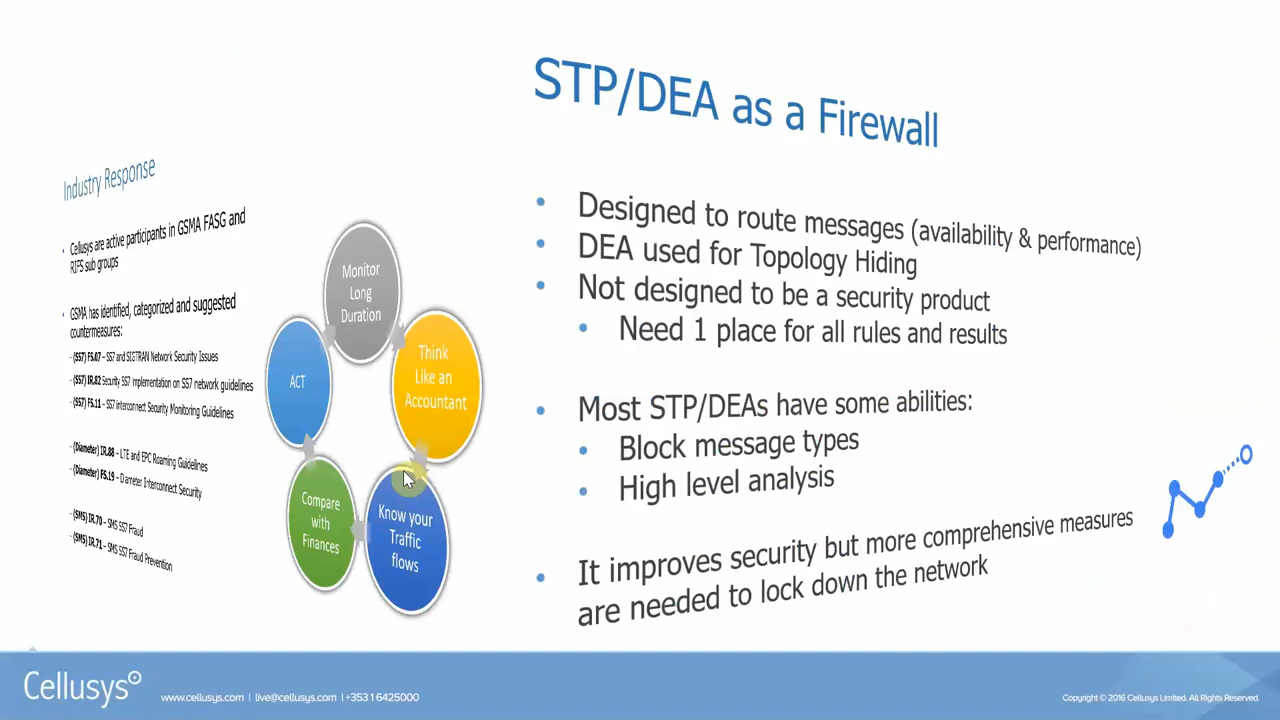 Industry Response
Cellusys are active participants in GSMA FASG and
RIFS sub groups
GSMA has identified, categorized and suggested
countermeasures:
(SS7) FS.07 – SS7 and SIGTRAN Network Security Issues
(SS7) IR.82 Security SS7 implementation on SS7 network guidelines
(SS7) FS.11 – SS7 interconnect Security Monitoring Guidelines
(Diameter) IR.88 – LTE and EPC Roaming Guidelines
(Diameter) FS.19 – Diameter Interconnect Security
(SMS) IR.70 – SMS SS7 Fraud
(SMS) IR.71 – SMS SS7 Fraud Prevention
Monitor
Long
Duration
Think
Like an
Accountant
Know your
Traffic
flows
Compare
with
Finances
ACT
STP/DEA as a Firewall
• Designed to route messages (availability & performance)
• DEA used for Topology Hiding
• Not designed to be a security product
• Need 1 place for all rules and results
• Most STP/DEAs have some abilities:
• Block message types
• High level analysis
• It improves security but more comprehensive measures
are needed to lock down the network
Cellusys
www.cellusys.com | live@cellusys.com | +353 1 6425000
Copyright © 2016 Cellusys Limited. All Rights Reserved.